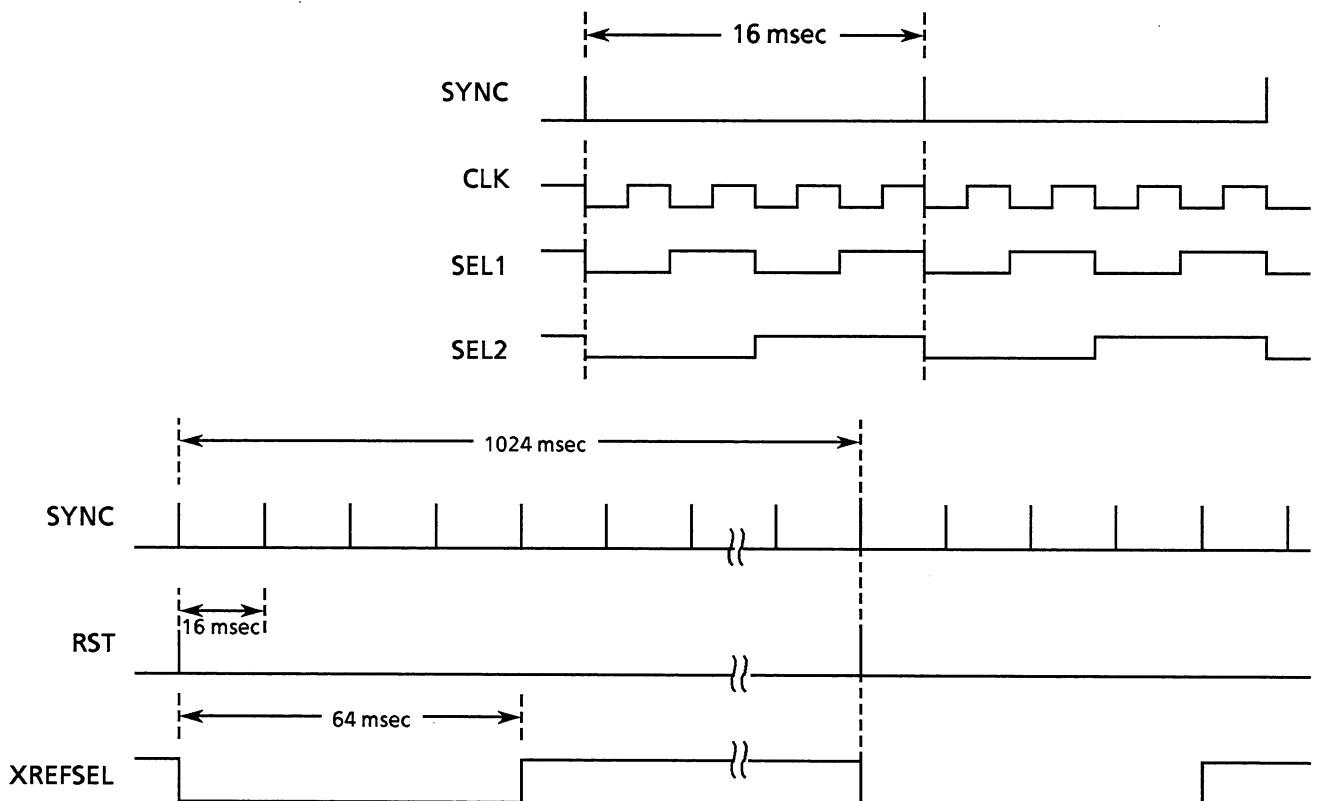 16 msec
SYNC
CLK
SEL1
SEL2
1024 msec
SYNC
16 msec
RST
64 msec
XREFSEL